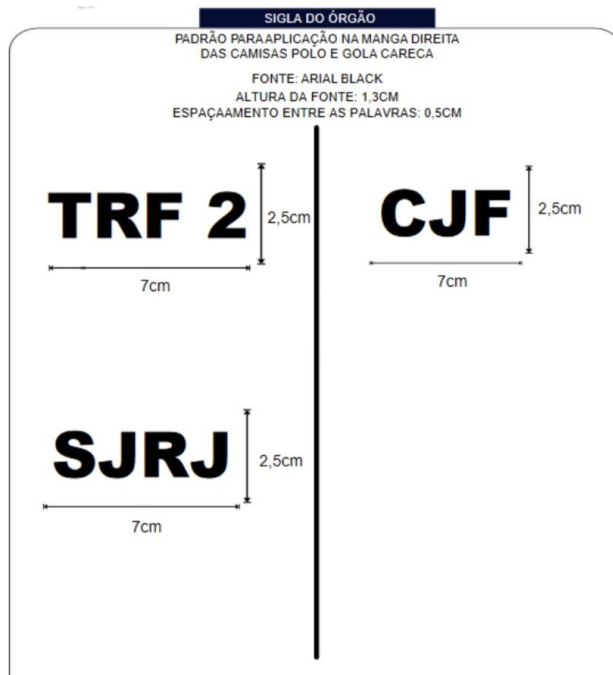 SIGLA DO ÓRGÃO
PADRÃO PARA APLICAÇÃO NA MANGA DIREITA
DAS CAMISAS POLO E GOLA CARECA
FONTE: ARIAL BLACK
ALTURA DA FONTE: 1,3CM
ESPAÇAAMENTO ENTRE AS PALAVRAS: 0,5CM
TRF 2
2,5cm
7cm
CJF
2,5cm
7cm
SJRJ
2,5cm
7cm